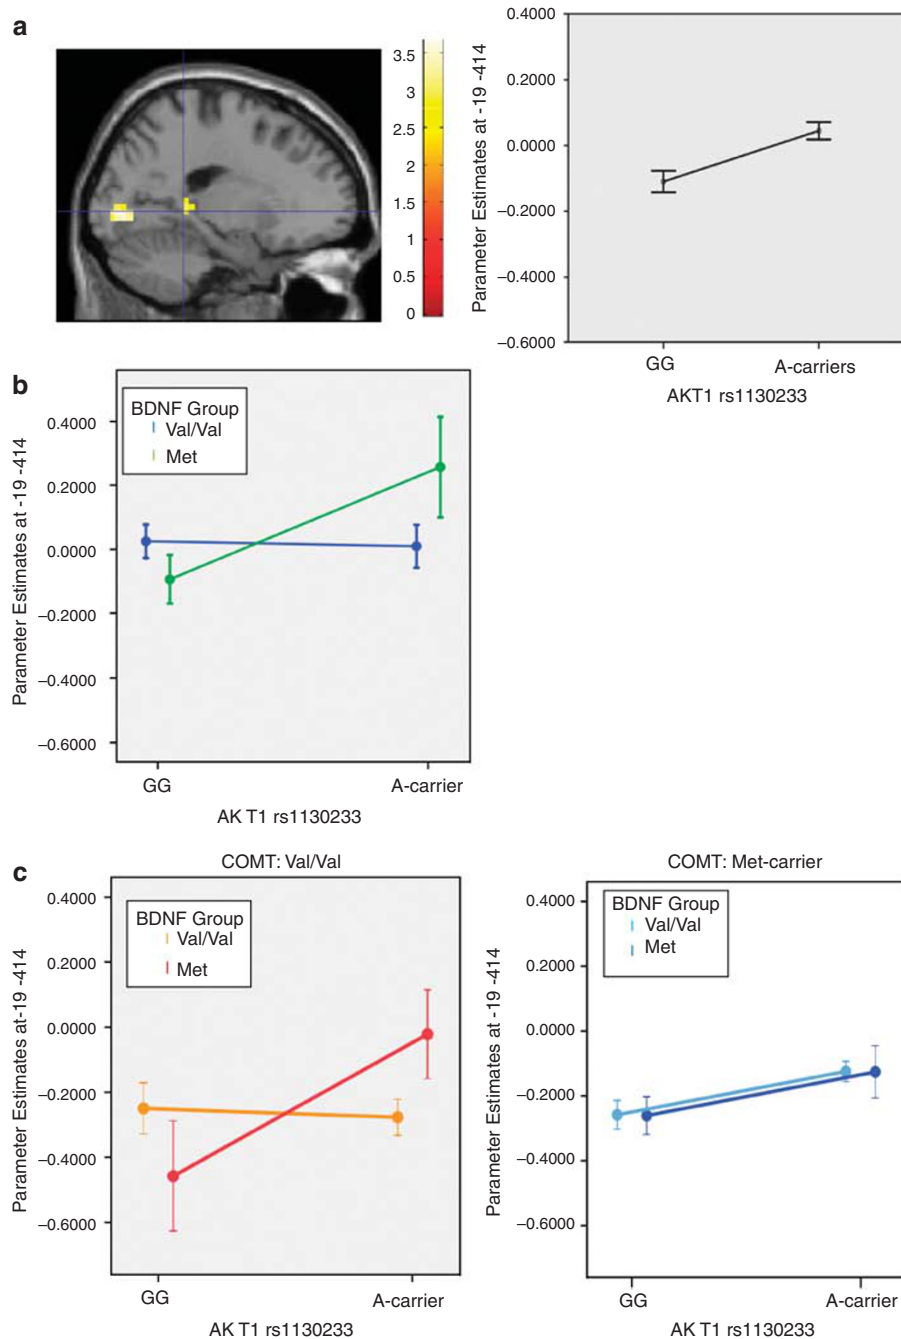 a
3.5
3
2.5
2
1.5
1
0.5
0
Parameter Estimates at -19 -414
0.4000
0.2000
0.0000
–0.2000
–0.4000
–0.6000
GG
A-carriers
AKT1 rs1130233
b
Parameter Estimates at -19 -414
0.4000
0.2000
0.0000
–0.2000
–0.4000
–0.6000
BDNF Group
Val/Val
Met
GG
A-carrier
AK T1 rs1130233
c
COMT: Val/Val
Parameter Estimates at-19 -414
0.4000
0.2000
0.0000
–0.2000
–0.4000
–0.6000
BDNF Group
Val/Val
Met
GG
A-carrier
AK T1 rs1130233
COMT: Met-carrier
Parameter Estimates at -19 -414
0.4000
0.2000
0.0000
–0.2000
–0.4000
–0.6000
BDNF Group
Val/Val
Met
GG
A-carrier
AK T1 rs1130233